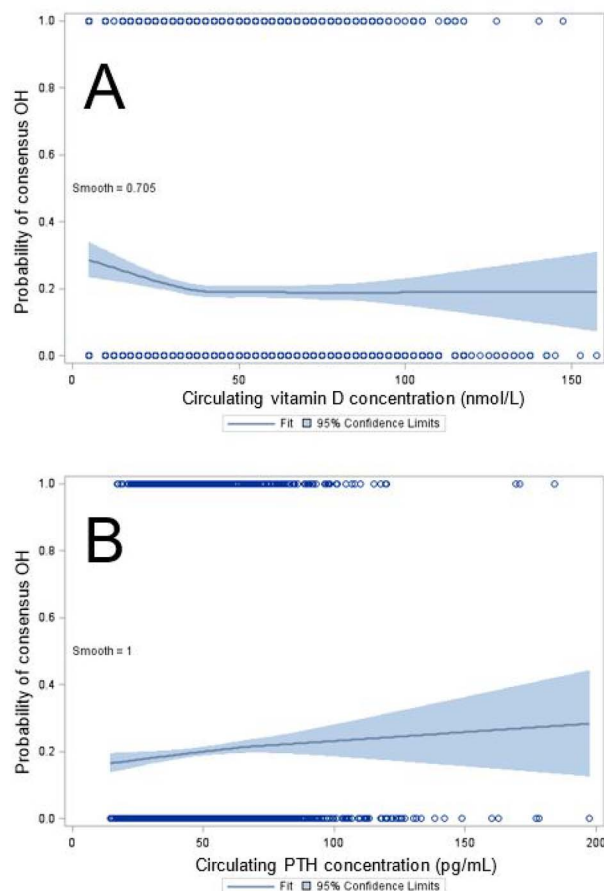 1.0
A
0.8
Probability of consensus OH
0.6
Smooth = 0.705
0.4
0.2
0.0
0 50 100 150
Circulating vitamin D concentration (nmol/L)
Fit 95% Confidence Limits
1.0
B
0.8
Probability of consensus OH
0.6
Smooth = 1
0.4
0.2
0.0
0 50 100 150 200
Circulating PTH concentration (pg/mL)
Fit 95% Confidence Limits